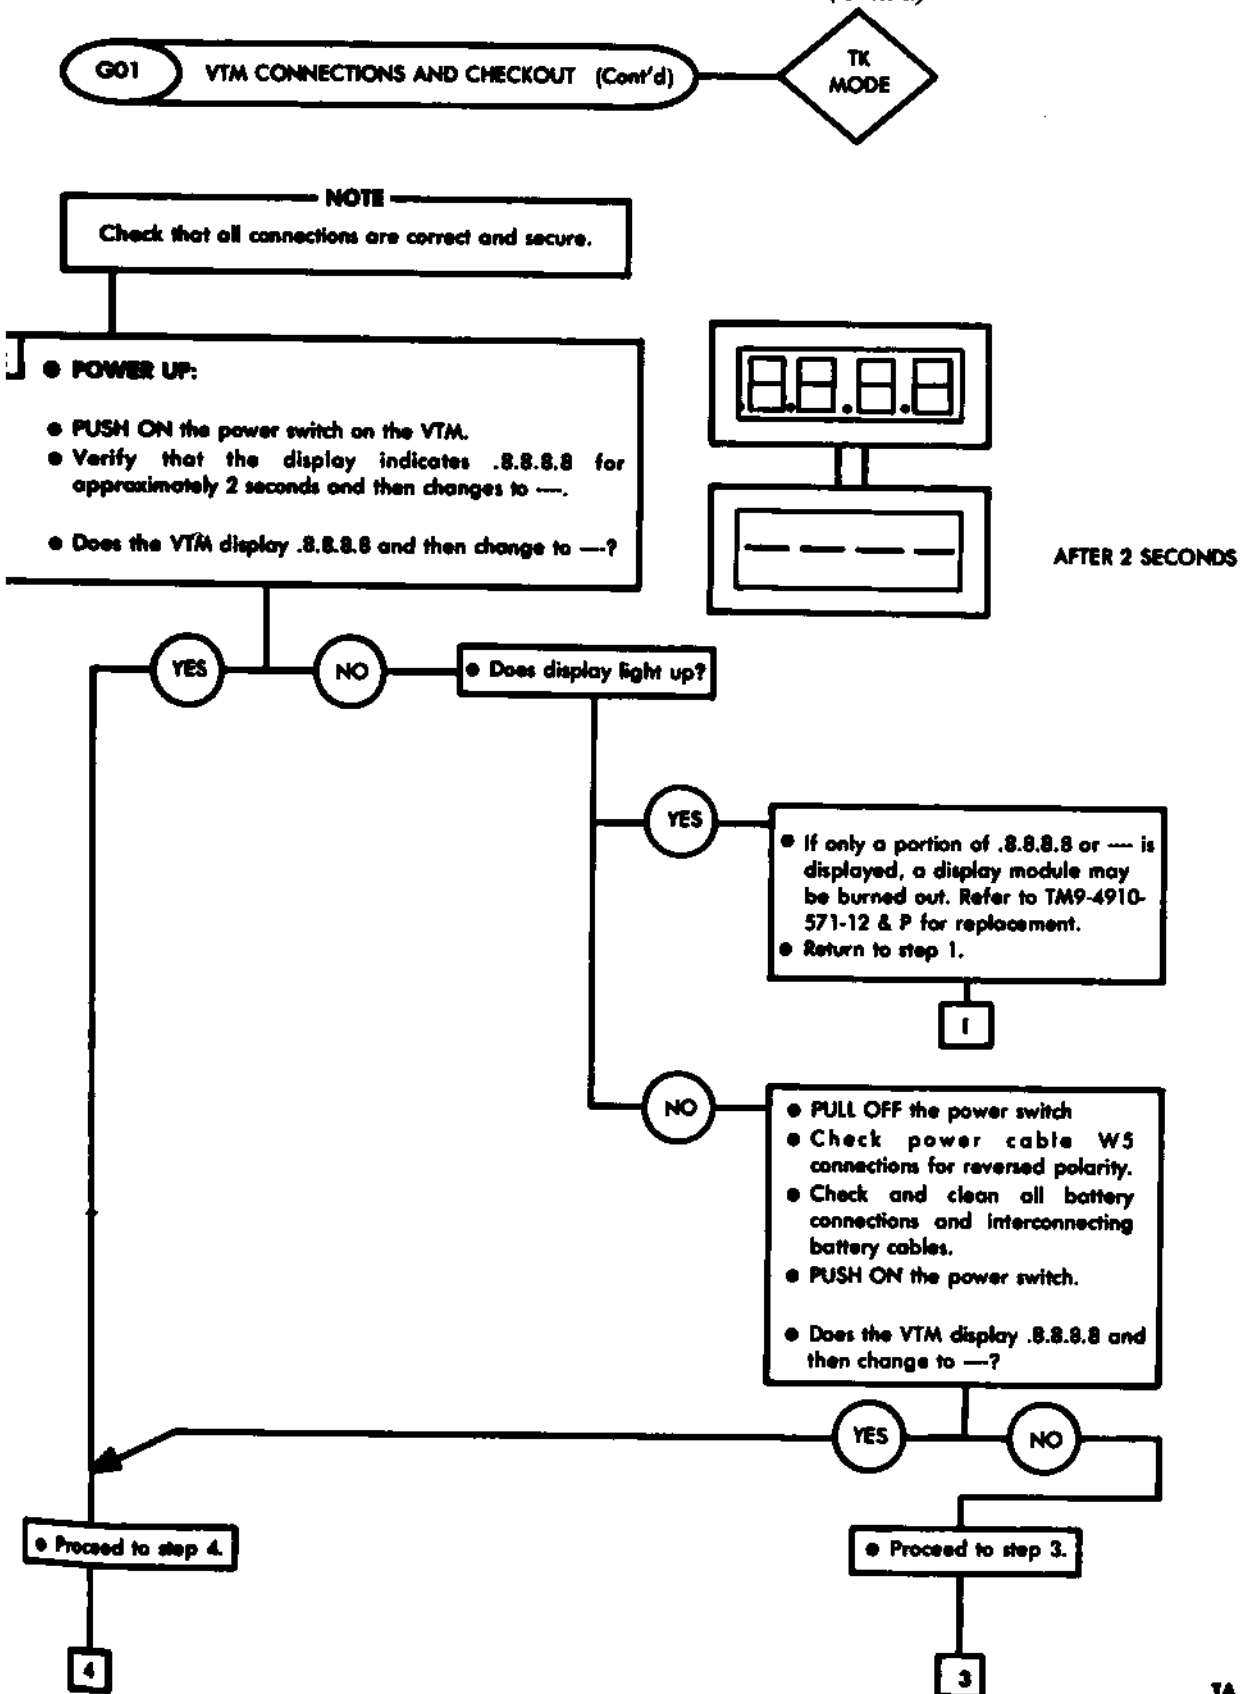 G01
VTM CONNECTIONS AND CHECKOUT (Cont'd)
TK
MODE
NOTE
Check that all connections are correct and secure.
● POWER UP:
● PUSH ON the power switch on the VTM.
● Verify that the display indicates .8.8.8.8 for
approximately 2 seconds and then changes to ----.
● Does the VTM display .8.8.8.8 and then change to ----?
.8.8.8.8
— — — —
AFTER 2 SECONDS
YES
NO
● Does display light up?
YES
● If only a portion of .8.8.8.8 or ---- is
displayed, a display module may
be burned out. Refer to TM9-4910-
571-12 & P for replacement.
● Return to step 1.
1
NO
● PULL OFF the power switch
● Check power cable W5
connections for reversed polarity.
● Check and clean all battery
connections and interconnecting
battery cables.
● PUSH ON the power switch.
● Does the VTM display .8.8.8.8 and
then change to ----?
YES
NO
● Proceed to step 4.
● Proceed to step 3.
4
3
TA